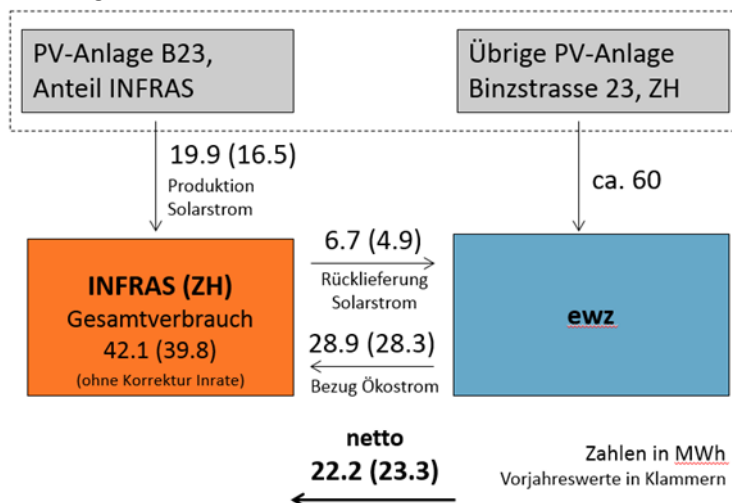 PV-Anlage B23,
Anteil INFRAS
Übrige PV-Anlage
Binzstrasse 23, ZH
19.9 (16.5)
Produktion
Solarstrom
ca. 60
INFRAS (ZH)
Gesamtverbrauch
42.1 (39.8)
(ohne Korrektur Inrate)
6.7 (4.9)
Rücklieferung
Solarstrom
28.9 (28.3)
Bezug Ökostrom
ewz
netto
22.2 (23.3)
Zahlen in MWh
Vorjahreswerte in Klammern